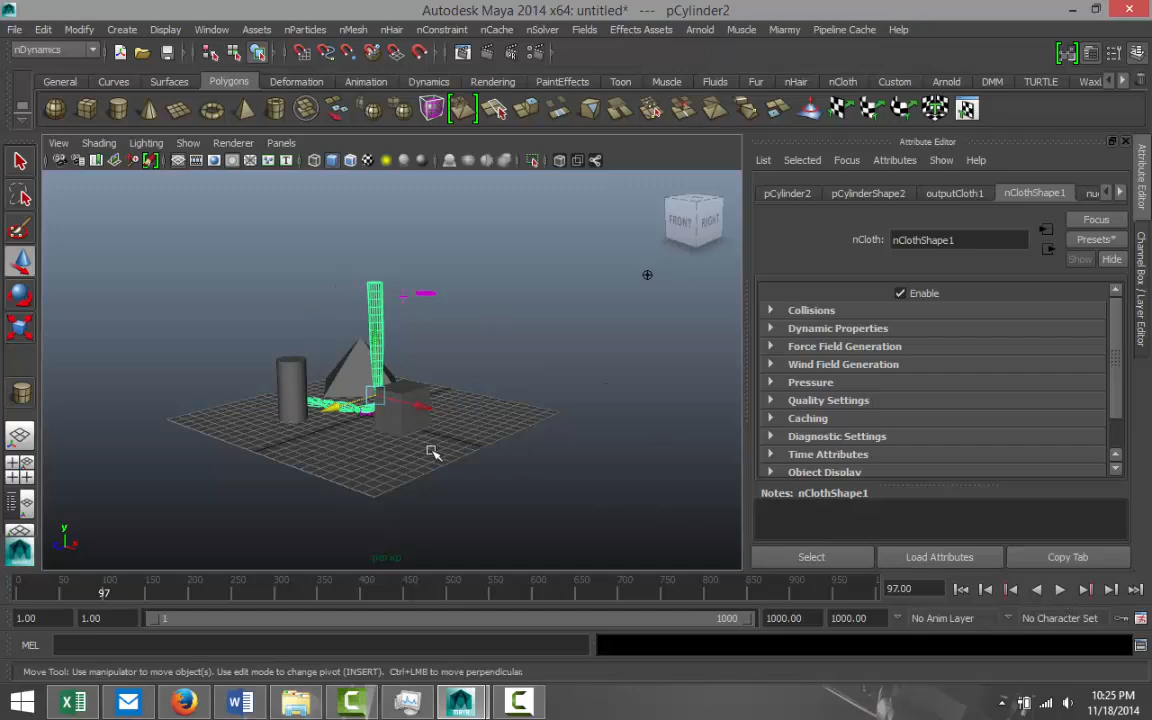 Autodesk Maya 2014 x64: untitled*   ---   pCylinder2
File Edit Modify Create Display Window Assets nParticles nMesh nHair nConstraint nCache nSolver Fields Effects Assets Arnold Muscle Miarmy Pipeline Cache Help
nDynamics
General Curves Surfaces Polygons Deformation Animation Dynamics Rendering PaintEffects Toon Muscle Fluids Fur nHair nCloth Custom Arnold DMM TURTLE
View Shading Lighting Show Renderer Panels
Attribute Editor
List Selected Focus Attributes Show Help
pCylinder2 pCylinderShape2 outputCloth1 nClothShape1
Focus
nCloth: nClothShape1 Presets*
Show Hide
Enable
Collisions
Dynamic Properties
Force Field Generation
Wind Field Generation
Pressure
Quality Settings
Caching
Diagnostic Settings
Time Attributes
Object Display
Notes: nClothShape1
Select Load Attributes Copy Tab
Attribute Editor
Channel Box / Layer Editor
FRONT RIGHT
y
persp
0 50 100 150 200 250 300 350 400 450 500 550 600 650 700 750 800 850
97
97.00
1.00 1.00 1 1000 1000.00 1000.00 No Anim Layer No Character Set
MEL
Move Tool: Use manipulator to move object(s). Use edit mode to change pivot (INSERT).  Ctrl+LMB to move perpendicular.
10:25 PM
11/18/2014